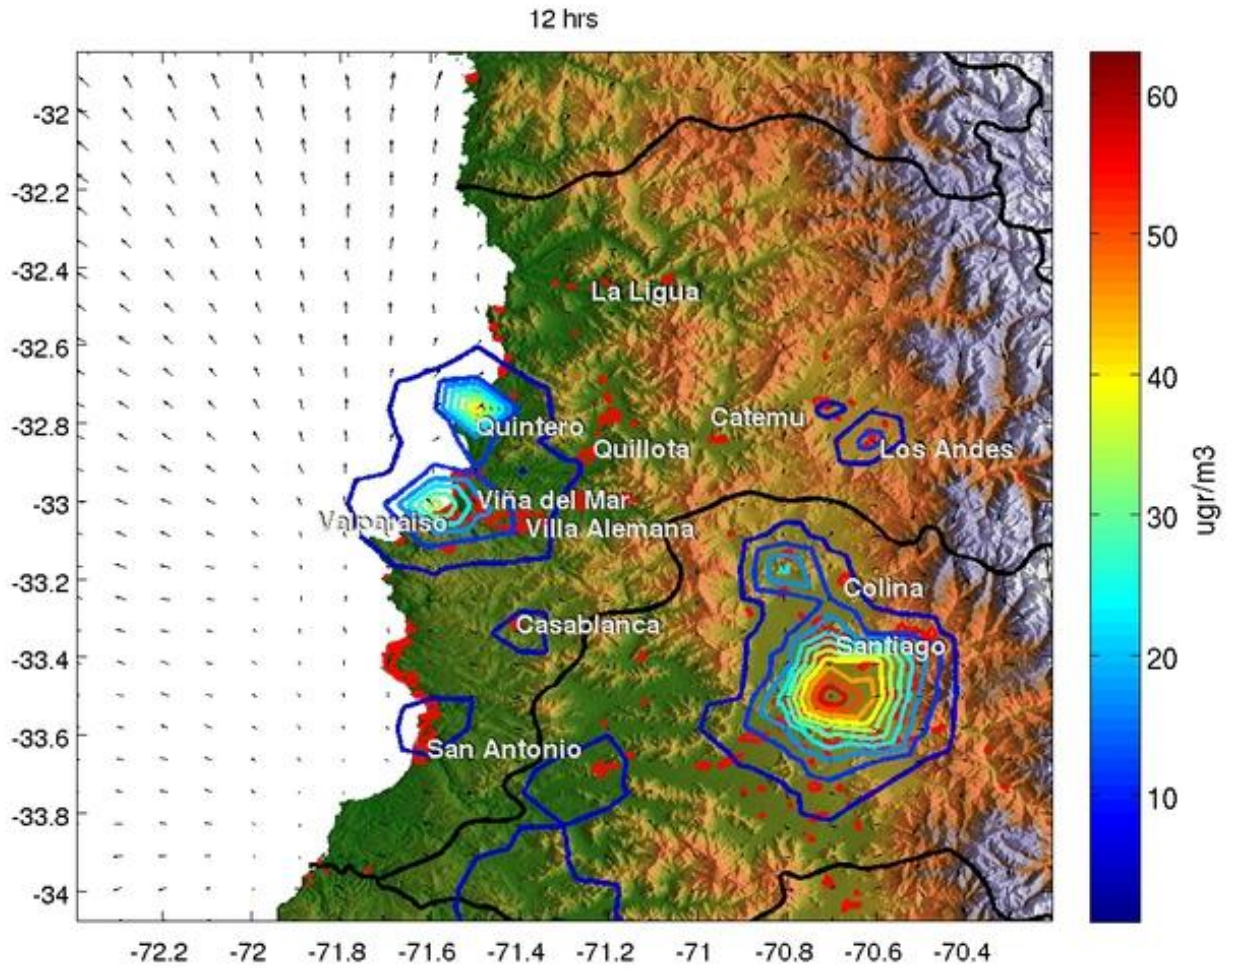 12 hrs
-32
-32.2
-32.4
-32.6
-32.8
-33
-33.2
-33.4
-33.6
-33.8
-34
La Ligua
Quintero
Catemu
Quillota
Los Andes
Viña del Mar
Valparaiso
Villa Alemana
Colina
Casablanca
Santiago
San Antonio
-72.2 -72 -71.8 -71.6 -71.4 -71.2 -71 -70.8 -70.6 -70.4
60
50
40
30
20
10
ugr/m3